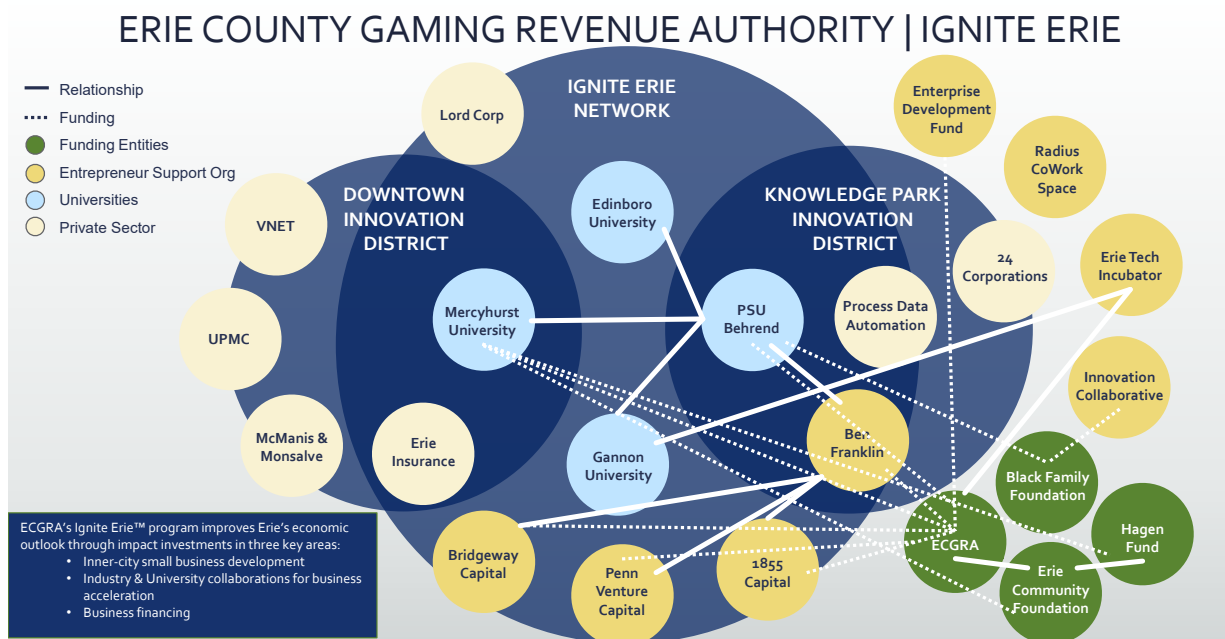 ERIE COUNTY GAMING REVENUE AUTHORITY | IGNITE ERIE
Relationship
Funding
Funding Entities
Entrepreneur Support Org
Universities
Private Sector
IGNITE ERIE
NETWORK
Lord Corp
Enterprise
Development
Fund
Radius
CoWork
Space
DOWNTOWN
INNOVATION
DISTRICT
KNOWLEDGE PARK
INNOVATION
DISTRICT
VNET
Edinboro
University
24
Corporations
Erie Tech
Incubator
Mercyhurst
University
PSU
Behrend
Process Data
Automation
UPMC
Innovation
Collaborative
McManis &
Monsalve
Erie
Insurance
Gannon
University
Ben
Franklin
Black Family
Foundation
Bridgeway
Capital
Penn
Venture
Capital
1855
Capital
ECGRA
Hagen
Fund
Erie
Community
Foundation
ECGRA's Ignite Erie™ program improves Erie's economic
outlook through impact investments in three key areas:
• Inner-city small business development
• Industry & University collaborations for business
acceleration
• Business financing